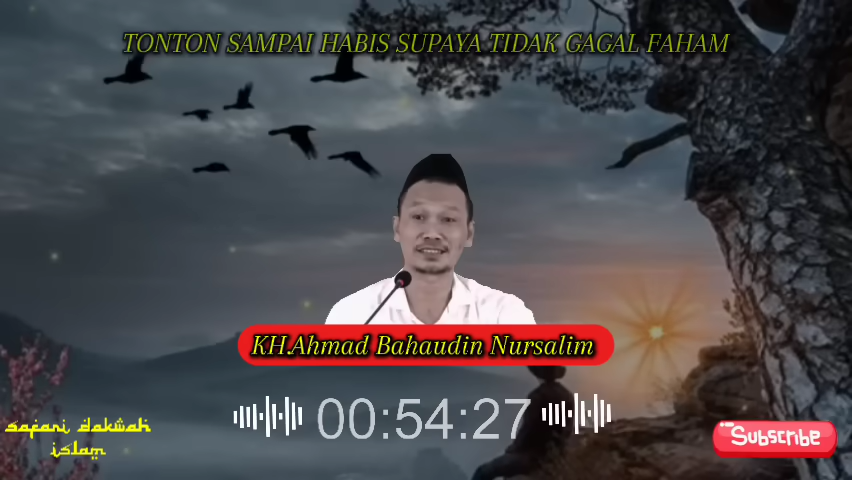 TONTON SAMPAI HABIS SUPAYA TIDAK GAGAL FAHAM
KH.Ahmad Bahaudin Nursalim
00:54:27
safari dakwah
islam
Subscribe